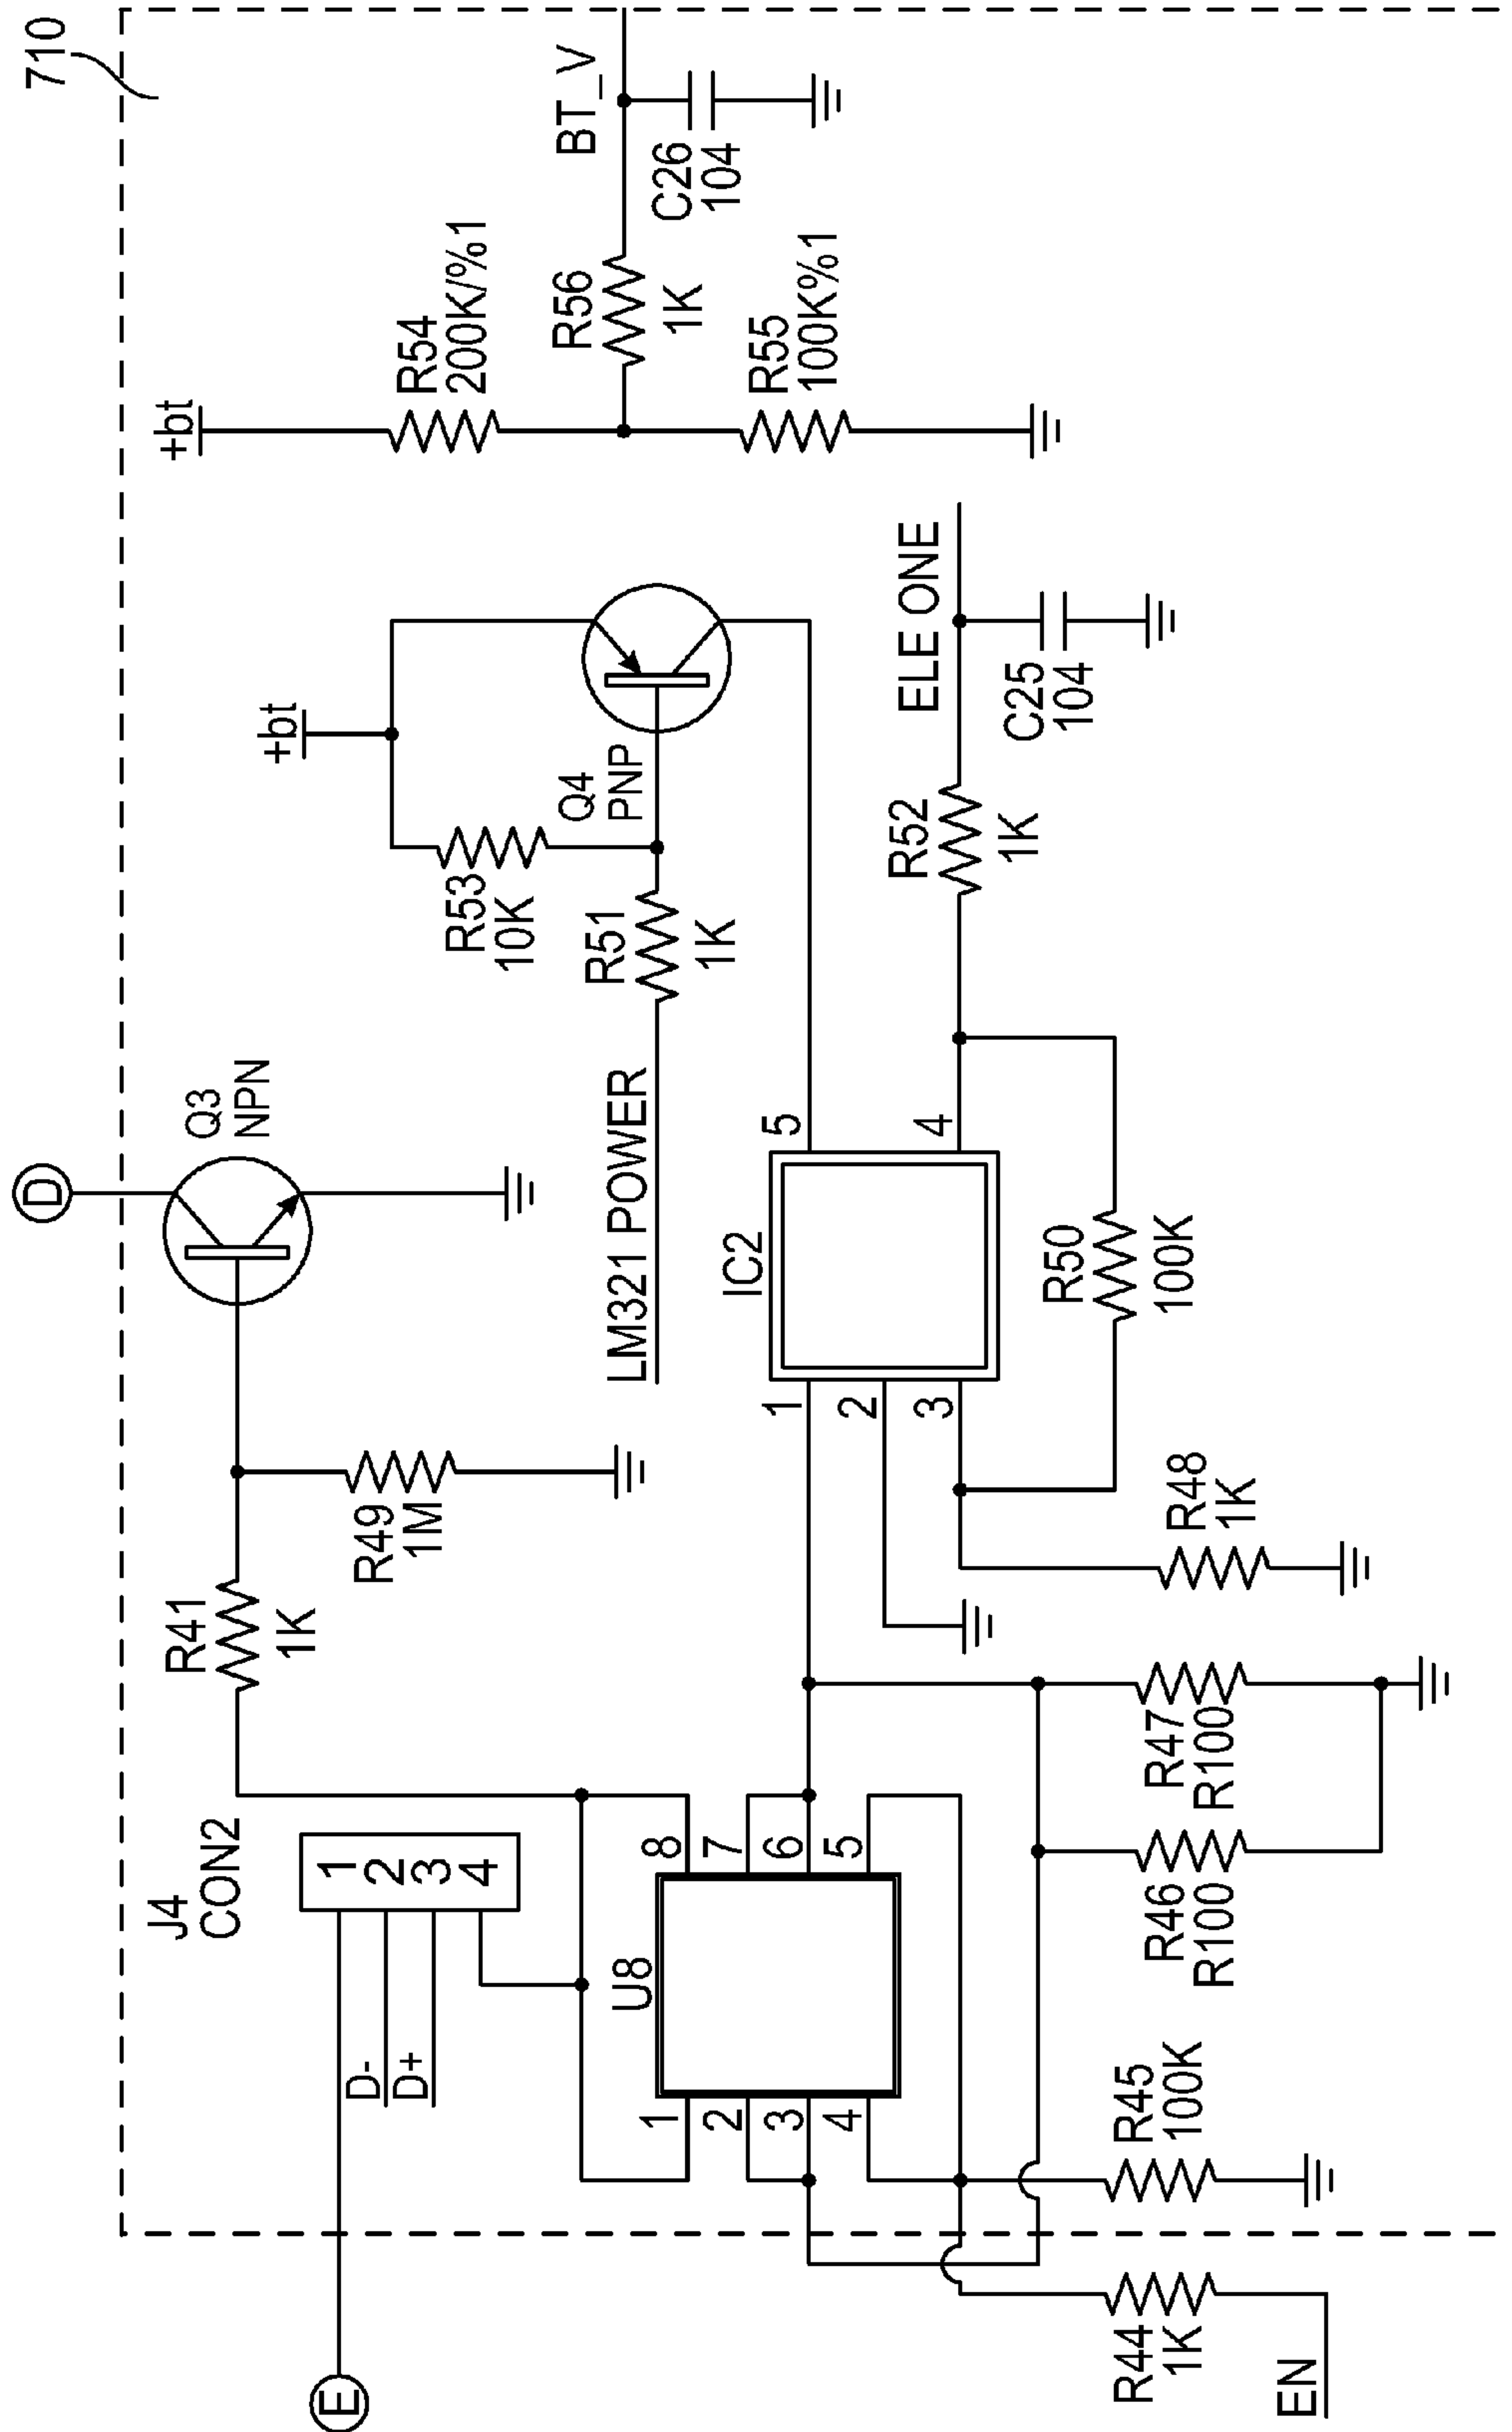 710
D
E
J4
CON2
1
2
3
4
D-
D+
R41
1K
R49
1M
Q3
NPN
+bt
R53
10K
Q4
PNP
R51
1K
LM321 POWER
+bt
R54
200K/%1
R56
1K
R55
100K%1
BT_V
C26
104
U8
1
2
3
4
8
7
6
5
IC2
1
2
3
5
4
R50
100K
R52
1K
ELE ONE
C25
104
R48
1K
R47
R100
R46
R100
R45
100K
R44
1K
EN